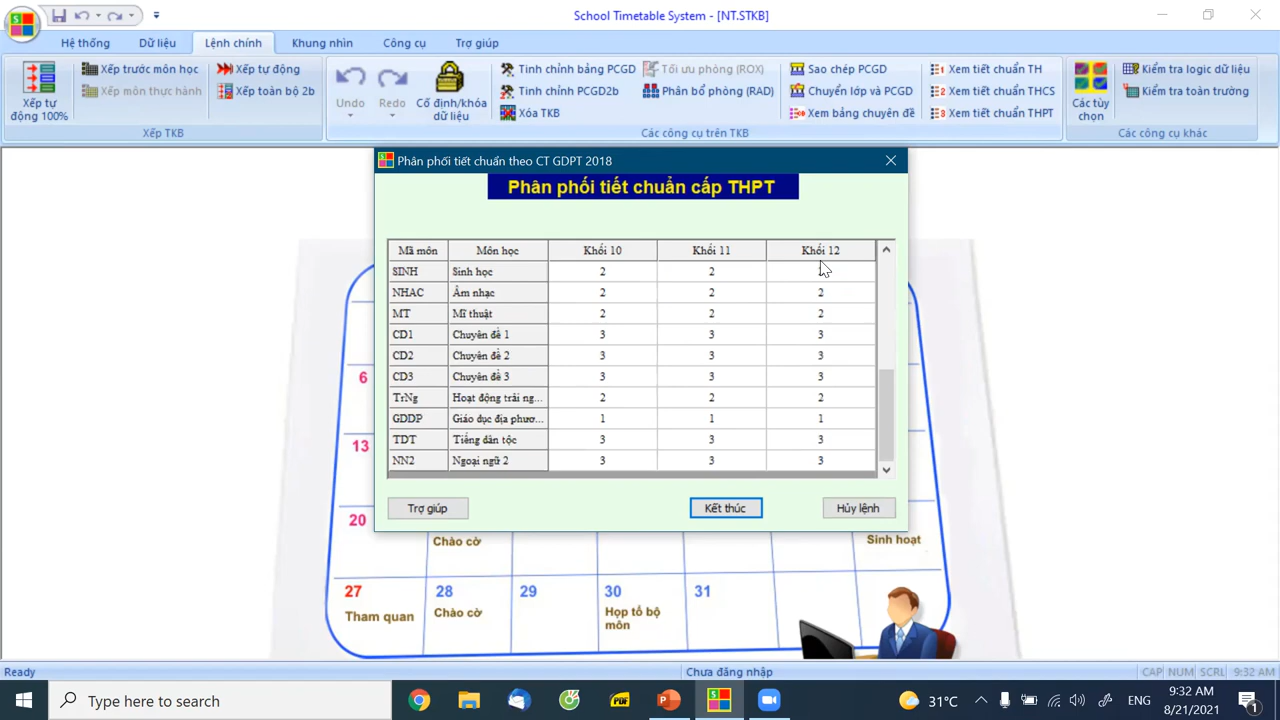 School Timetable System - [NT.STKB]
Hệ thống Dữ liệu Lệnh chính Khung nhìn Công cụ Trợ giúp
Xếp tự động 100%
Xếp trước môn học
Xếp môn thực hành
Xếp tự động
Xếp toàn bộ 2b
Xếp TKB
Undo
Redo
Cố định/khóa dữ liệu
Tinh chỉnh bảng PCGD
Tinh chỉnh PCGD2b
Xóa TKB
Tối ưu phòng (ROX)
Phân bổ phòng (RAD)
Sao chép PCGD
Chuyển lớp và PCGD
Xem bảng chuyên đề
Xem tiết chuẩn TH
Xem tiết chuẩn THCS
Xem tiết chuẩn THPT
Các công cụ trên TKB
Các tùy chọn
Kiểm tra logic dữ liệu
Kiểm tra toàn trường
Các công cụ khác
Phân phối tiết chuẩn theo CT GDPT 2018
Phân phối tiết chuẩn cấp THPT
Mã môn Môn học Khối 10 Khối 11 Khối 12
SINH Sinh học 2 2
NHAC Âm nhạc 2 2 2
MT Mĩ thuật 2 2 2
CD1 Chuyên đề 1 3 3 3
CD2 Chuyên đề 2 3 3 3
CD3 Chuyên đề 3 3 3 3
TrNg Hoạt động trải ng... 2 2 2
GDDP Giáo dục địa phươ... 1 1 1
TDT Tiếng dân tộc 3 3 3
NN2 Ngoại ngữ 2 3 3 3
Trợ giúp Kết thúc Hủy lệnh
6
13
20
Chào cờ
Sinh hoạt
27 28 29 30 31
Tham quan Chào cờ Họp tổ bộ
môn
Ready Chưa đăng nhập CAP NUM SCRL 9:32 AM
Type here to search
PDF
31°C
ENG
9:32 AM
8/21/2021
1